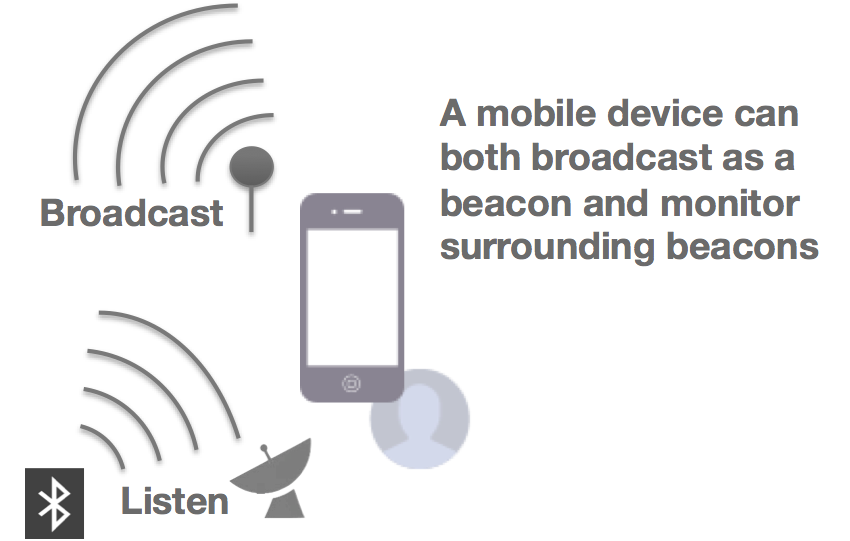 A mobile device can
both broadcast as a
beacon and monitor
surrounding beacons
Broadcast
Listen